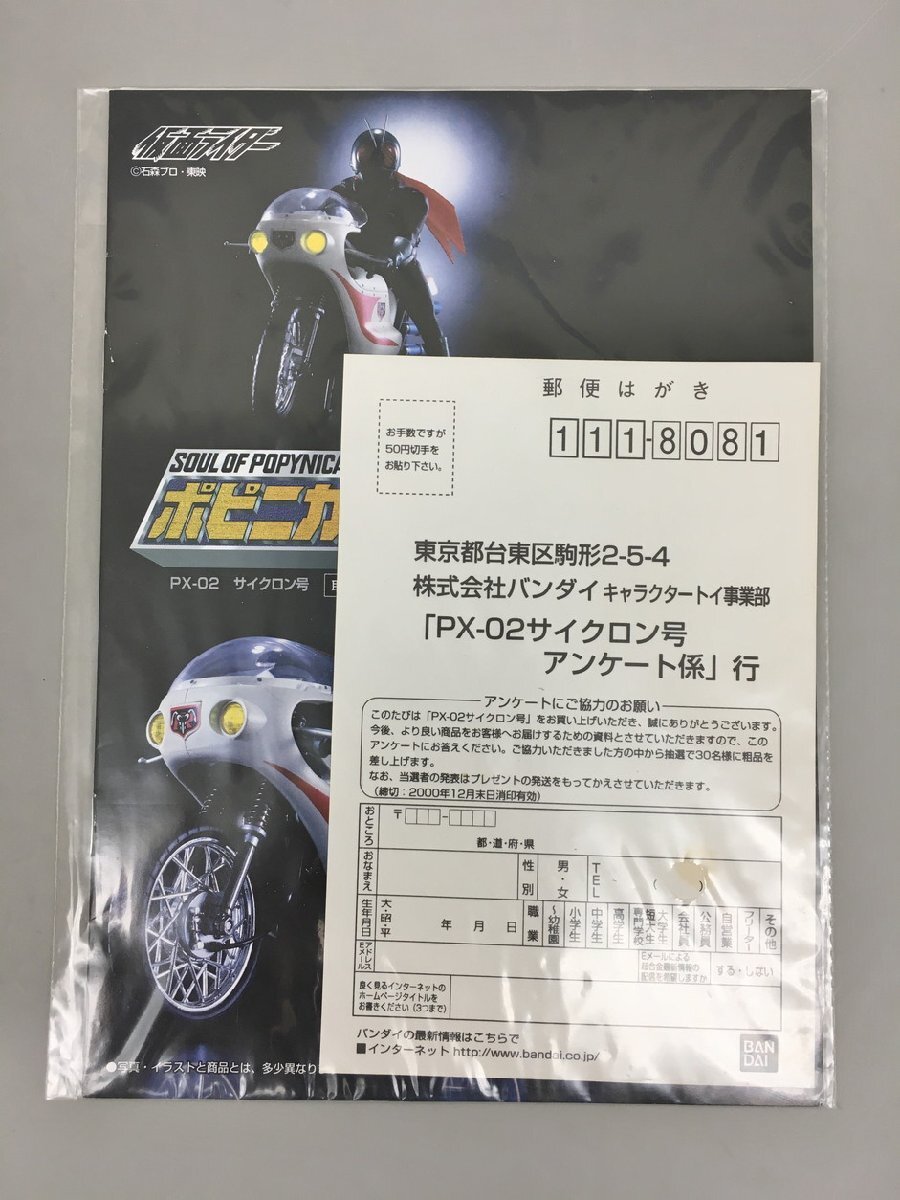 仮面ライダー
©石森プロ・東映
SOUL OF POPYNICA
ポピニカ
PX-02 サイクロン号
●写真・イラストと商品とは、多少異なり
郵便はがき
お手数ですが
50円切手を
お貼り下さい。
111-8081
東京都台東区駒形2-5-4
株式会社バンダイ キャラクタートイ事業部
「PX-02サイクロン号
アンケート係」行
アンケートにご協力のお願い
このたびは「PX-02サイクロン号」をお買い上げいただき、誠にありがとうございます。
今後、より良い商品をお客様へお届けするための資料とさせていただきますので、この
アンケートにお答えください。ご協力いただきました方の中から抽選で30名様に粗品を
差し上げます。
なお、当選者の発表はプレゼントの発送をもってかえさせていただきます。
(締切:2000年12月末日消印有効)
おところ
〒
都・道・府・県
おなまえ
性別
男・女
TEL
( )
生年月日
大・昭・平
年 月 日
職業
〜幼稚園
小学生
中学生
高学生
専門学校
短大生
大学生
会社員
公務員
自営業
フリーター
その他
Eメール
アドレス
Eメールによる
超合金最新情報の
配送を希望しますか
する・しない
良く見るインターネットの
ホームページタイトルを
お書きください(3つまで)
バンダイの最新情報はこちらで
■インターネット http://www.bandai.co.jp/
BAN
DAI